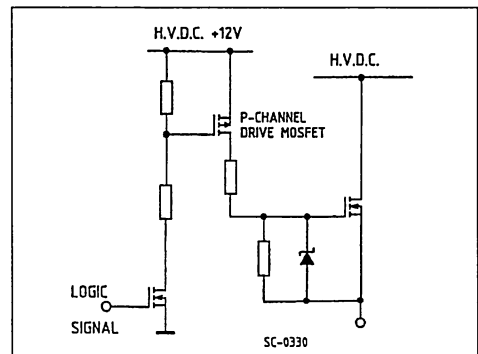 H.V.D.C. +12V
H.V.D.C.
P-CHANNEL
DRIVE MOSFET
LOGIC
SIGNAL
SC-0330